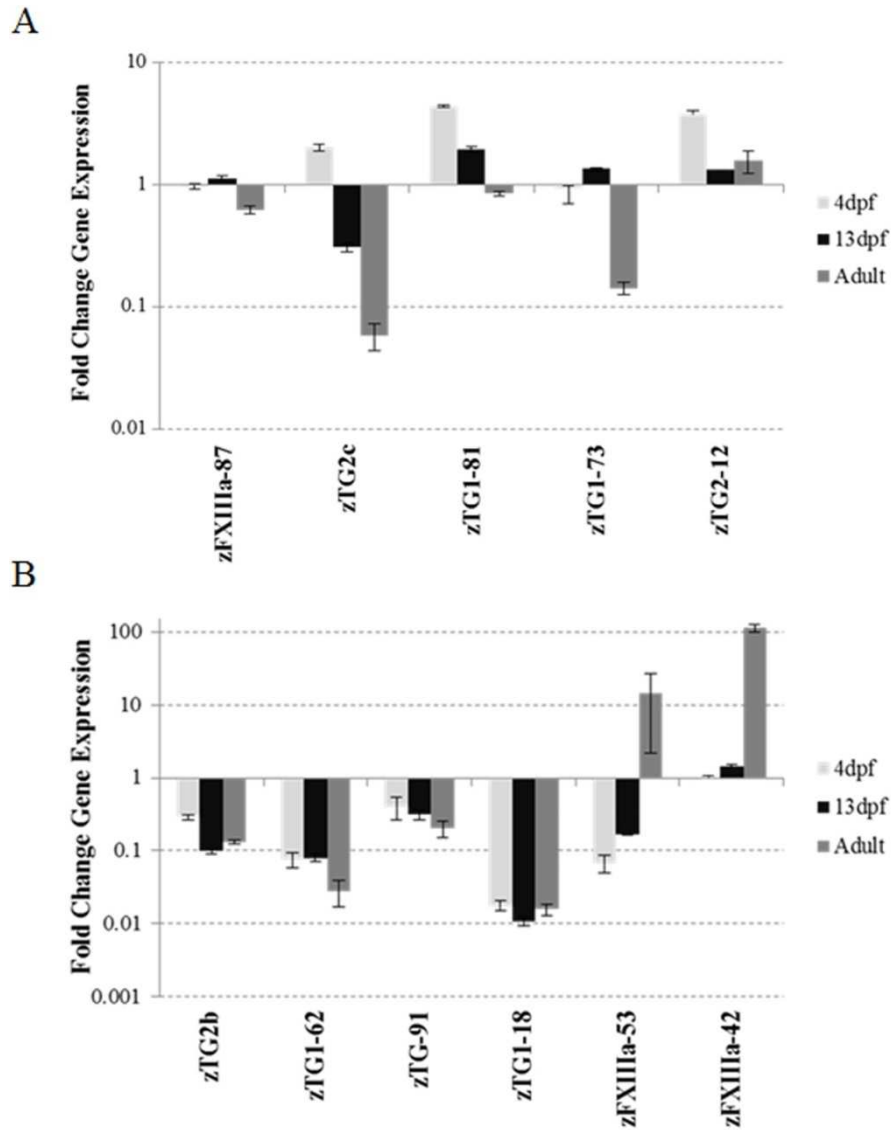 A
Fold Change Gene Expression
10
1
0.1
0.01
zFXIIIa-87
zTG2c
zTG1-81
zTG1-73
zTG2-12
4dpf
13dpf
Adult
B
Fold Change Gene Expression
100
10
1
0.1
0.01
0.001
zTG2b
zTG1-62
zTG-91
zTG1-18
zFXIIIa-53
zFXIIIa-42
4dpf
13dpf
Adult